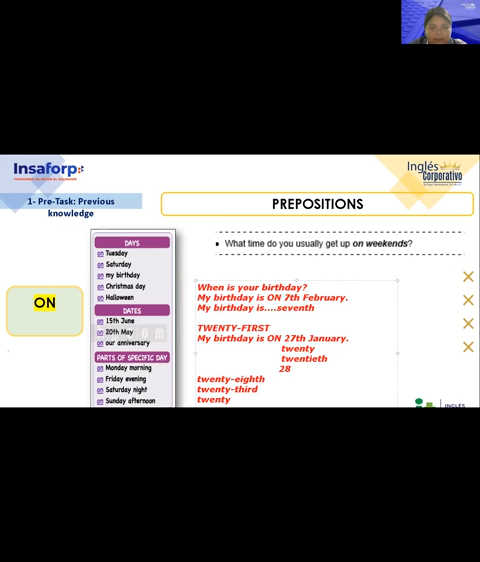 Insaforp
Inglés
Corporativo
1- Pre-Task: Previous
knowledge
PREPOSITIONS
• What time do you usually get up on weekends?
ON
DAYS
on Tuesday
on Saturday
on my birthday
on Christmas day
on Halloween
DATES
on 15th June
on 20th May
on our anniversary
PARTS OF SPECIFIC DAY
on Monday morning
on Friday evening
on Saturday night
on Sunday afternoon
When is your birthday?
My birthday is ON 7th February.
My birthday is....seventh
TWENTY-FIRST
My birthday is ON 27th January.
twenty
twentieth
28
twenty-eighth
twenty-third
twenty
INGLÉS